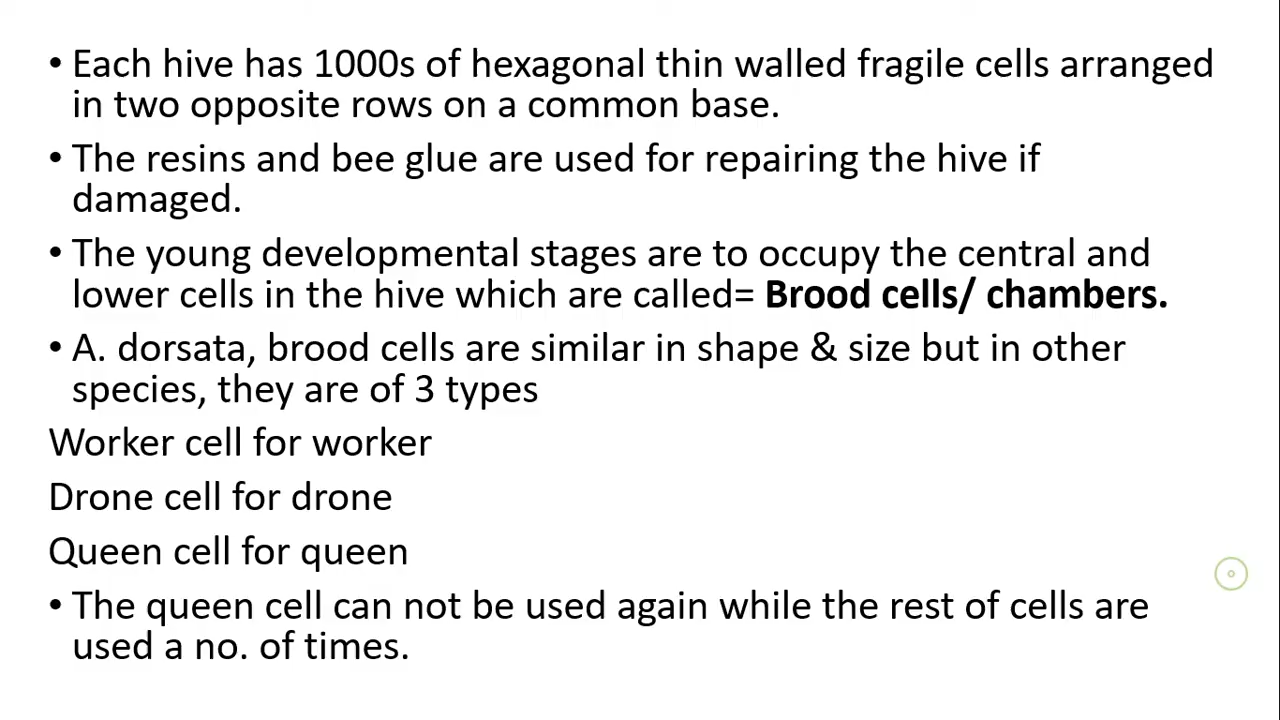 • Each hive has 1000s of hexagonal thin walled fragile cells arranged
in two opposite rows on a common base.
• The resins and bee glue are used for repairing the hive if
damaged.
• The young developmental stages are to occupy the central and
lower cells in the hive which are called= Brood cells/ chambers.
• A. dorsata, brood cells are similar in shape & size but in other
species, they are of 3 types
Worker cell for worker
Drone cell for drone
Queen cell for queen
• The queen cell can not be used again while the rest of cells are
used a no. of times.